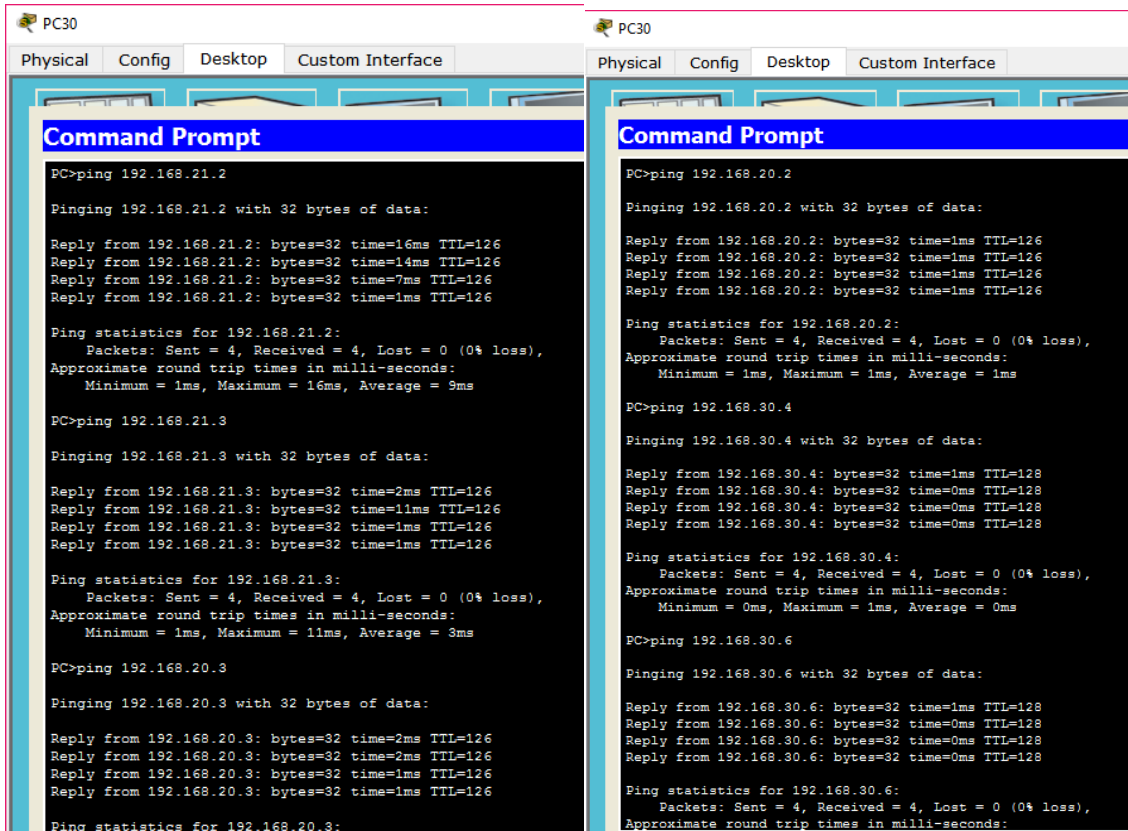 PC30
Physical Config Desktop Custom Interface
Command Prompt
PC>ping 192.168.21.2
Pinging 192.168.21.2 with 32 bytes of data:
Reply from 192.168.21.2: bytes=32 time=16ms TTL=126
Reply from 192.168.21.2: bytes=32 time=14ms TTL=126
Reply from 192.168.21.2: bytes=32 time=7ms TTL=126
Reply from 192.168.21.2: bytes=32 time=1ms TTL=126
Ping statistics for 192.168.21.2:
Packets: Sent = 4, Received = 4, Lost = 0 (0% loss),
Approximate round trip times in milli-seconds:
Minimum = 1ms, Maximum = 16ms, Average = 9ms
PC>ping 192.168.21.3
Pinging 192.168.21.3 with 32 bytes of data:
Reply from 192.168.21.3: bytes=32 time=2ms TTL=126
Reply from 192.168.21.3: bytes=32 time=11ms TTL=126
Reply from 192.168.21.3: bytes=32 time=1ms TTL=126
Reply from 192.168.21.3: bytes=32 time=1ms TTL=126
Ping statistics for 192.168.21.3:
Packets: Sent = 4, Received = 4, Lost = 0 (0% loss),
Approximate round trip times in milli-seconds:
Minimum = 1ms, Maximum = 11ms, Average = 3ms
PC>ping 192.168.20.3
Pinging 192.168.20.3 with 32 bytes of data:
Reply from 192.168.20.3: bytes=32 time=2ms TTL=126
Reply from 192.168.20.3: bytes=32 time=2ms TTL=126
Reply from 192.168.20.3: bytes=32 time=1ms TTL=126
Reply from 192.168.20.3: bytes=32 time=1ms TTL=126
Ping statistics for 192.168.20.3:
PC30
Physical Config Desktop Custom Interface
Command Prompt
PC>ping 192.168.20.2
Pinging 192.168.20.2 with 32 bytes of data:
Reply from 192.168.20.2: bytes=32 time=1ms TTL=126
Reply from 192.168.20.2: bytes=32 time=1ms TTL=126
Reply from 192.168.20.2: bytes=32 time=1ms TTL=126
Reply from 192.168.20.2: bytes=32 time=1ms TTL=126
Ping statistics for 192.168.20.2:
Packets: Sent = 4, Received = 4, Lost = 0 (0% loss),
Approximate round trip times in milli-seconds:
Minimum = 1ms, Maximum = 1ms, Average = 1ms
PC>ping 192.168.30.4
Pinging 192.168.30.4 with 32 bytes of data:
Reply from 192.168.30.4: bytes=32 time=1ms TTL=128
Reply from 192.168.30.4: bytes=32 time=0ms TTL=128
Reply from 192.168.30.4: bytes=32 time=0ms TTL=128
Reply from 192.168.30.4: bytes=32 time=0ms TTL=128
Ping statistics for 192.168.30.4:
Packets: Sent = 4, Received = 4, Lost = 0 (0% loss),
Approximate round trip times in milli-seconds:
Minimum = 0ms, Maximum = 1ms, Average = 0ms
PC>ping 192.168.30.6
Pinging 192.168.30.6 with 32 bytes of data:
Reply from 192.168.30.6: bytes=32 time=1ms TTL=128
Reply from 192.168.30.6: bytes=32 time=0ms TTL=128
Reply from 192.168.30.6: bytes=32 time=0ms TTL=128
Reply from 192.168.30.6: bytes=32 time=0ms TTL=128
Ping statistics for 192.168.30.6:
Packets: Sent = 4, Received = 4, Lost = 0 (0% loss),
Approximate round trip times in milli-seconds: